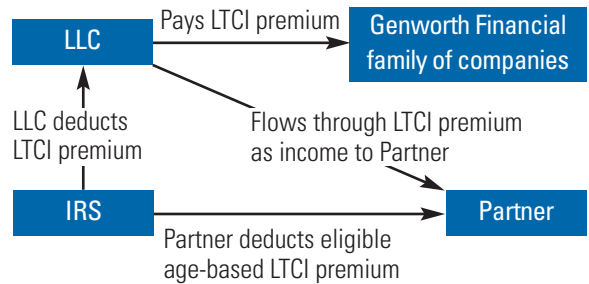 Pays LTCI premium
LLC
Genworth Financial
family of companies
LLC deducts
LTCI premium
Flows through LTCI premium
as income to Partner
IRS
Partner
Partner deducts eligible
age-based LTCI premium